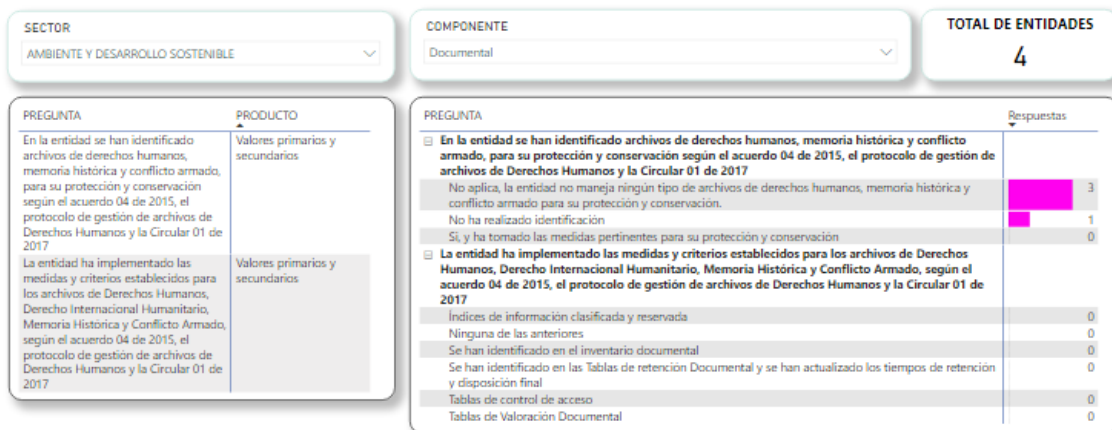 SECTOR
AMBIENTE Y DESARROLLO SOSTENIBLE
COMPONENTE
Documental
TOTAL DE ENTIDADES
4
PREGUNTA PRODUCTO
En la entidad se han identificado Valores primarios y
archivos de derechos humanos, secundarios
memoria histórica y conflicto armado,
para su protección y conservación
según el acuerdo 04 de 2015, el
protocolo de gestión de archivos de
Derechos Humanos y la Circular 01 de
2017
La entidad ha implementado las Valores primarios y
medidas y criterios establecidos para secundarios
los archivos de Derechos Humanos,
Derecho Internacional Humanitario,
Memoria Histórica y Conflicto Armado,
según el acuerdo 04 de 2015, el
protocolo de gestión de archivos de
Derechos Humanos y la Circular 01 de
2017
PREGUNTA Respuestas
En la entidad se han identificado archivos de derechos humanos, memoria histórica y conflicto
armado, para su protección y conservación según el acuerdo 04 de 2015, el protocolo de gestión de
archivos de Derechos Humanos y la Circular 01 de 2017
No aplica, la entidad no maneja ningún tipo de archivos de derechos humanos, memoria histórica y 3
conflicto armado para su protección y conservación.
No ha realizado identificación 1
Si, y ha tomado las medidas pertinentes para su protección y conservación 0
La entidad ha implementado las medidas y criterios establecidos para los archivos de Derechos
Humanos, Derecho Internacional Humanitario, Memoria Histórica y Conflicto Armado, según el
acuerdo 04 de 2015, el protocolo de gestión de archivos de Derechos Humanos y la Circular 01 de
2017
Índices de información clasificada y reservada 0
Ninguna de las anteriores 0
Se han identificado en el inventario documental 0
Se han identificado en las Tablas de retención Documental y se han actualizado los tiempos de retención 0
y disposición final
Tablas de control de acceso 0
Tablas de Valoración Documental 0